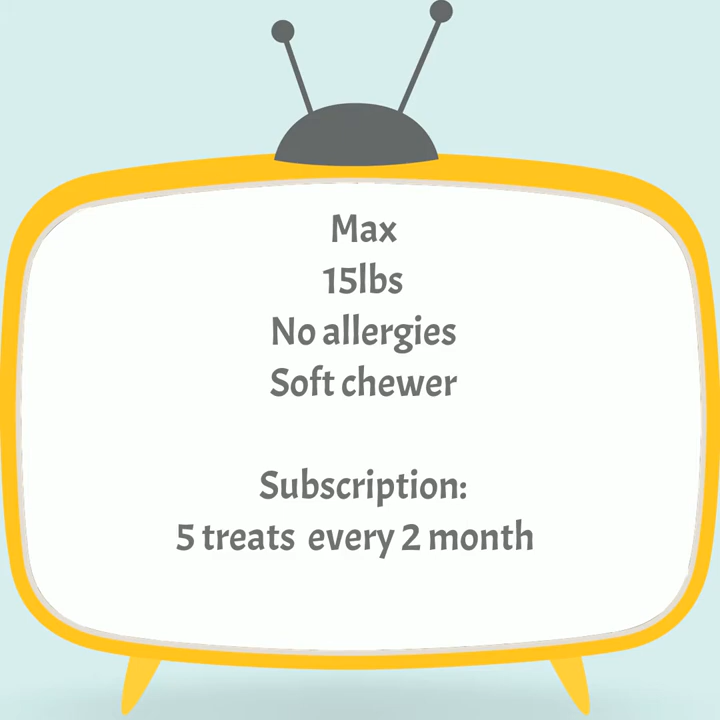 Max
15lbs
No allergies
Soft chewer
Subscription:
5 treats every 2 month